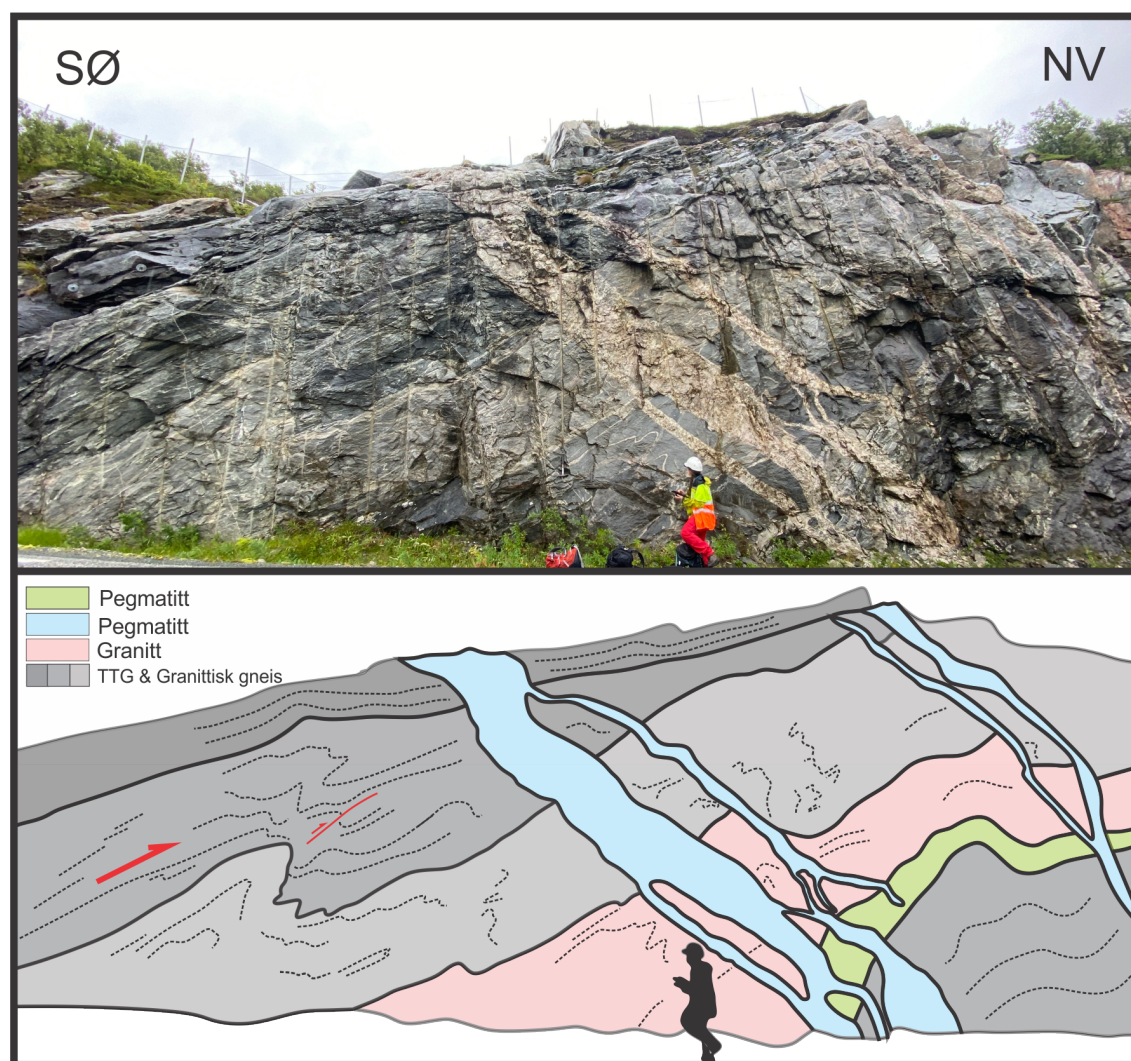 SØ
NV
Pegmatitt
Pegmatitt
Granitt
TTG & Granittisk gneis